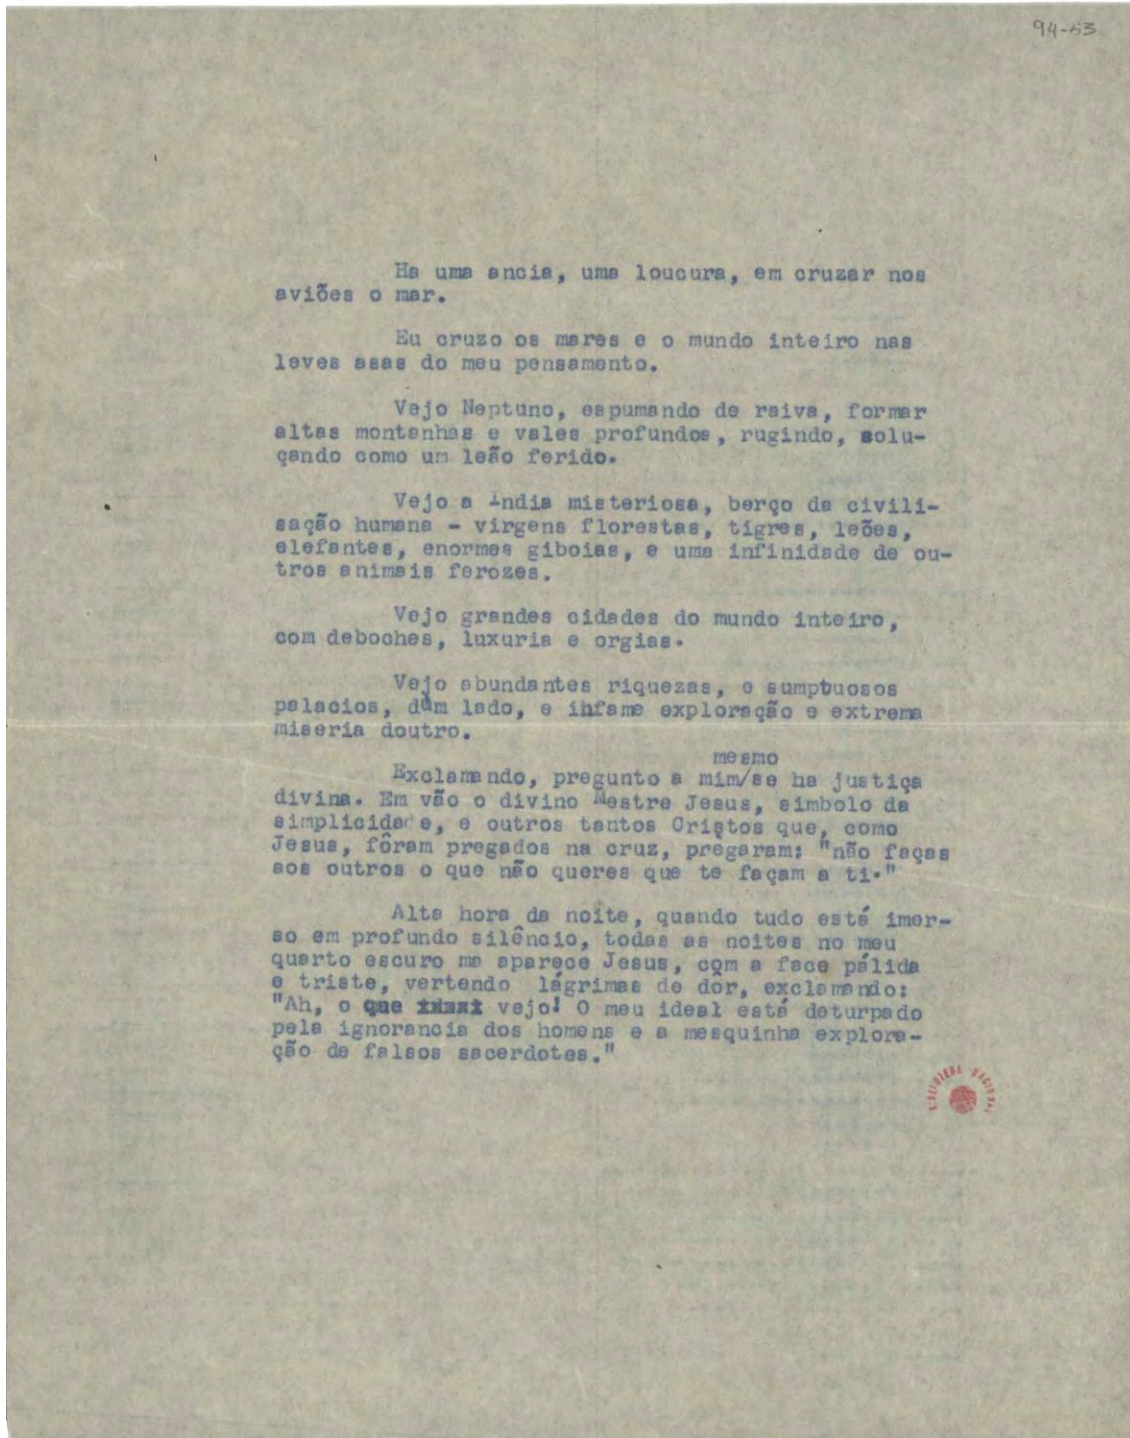 94-53
Ha uma ancia, uma loucura, em cruzar nos
aviões o mar.
Eu cruzo os mares e o mundo inteiro nas
leves asas do meu pensamento.
Vejo Neptuno, espumando de raiva, formar
altas montanhas e vales profundos, rugindo, solu-
çando como um leão ferido.
Vejo a India misteriosa, berço da civili-
sação humana - virgens florestas, tigres, leões,
elefantes, enormes giboias, e uma infinidade de ou-
tros animais ferozes.
Vejo grandes cidades do mundo inteiro,
com deboches, luxuria e orgias.
Vejo abundantes riquezas, e sumptuosos
palacios, dum lado, e infame exploração e extrema
miseria doutro.
mesmo
Exclamando, pregunto a mim/se ha justiça
divina. Em vão o divino Mestre Jesus, simbolo da
simplicidade, e outros tantos Cristos que, como
Jesus, fôram pregados na cruz, pregaram: "não faças
aos outros o que não queres que te façam a ti."
Alta hora da noite, quando tudo está imer-
so em profundo silêncio, todas as noites no meu
quarto escuro me aparece Jesus, com a face pálida
e triste, vertendo lágrimas de dôr, exclamando:
"Ah, o que vejo! O meu ideal está deturpado
pela ignorancia dos homens e a mesquinha explora-
ção de falsos sacerdotes."
BIBLIOTECA NACIONAL